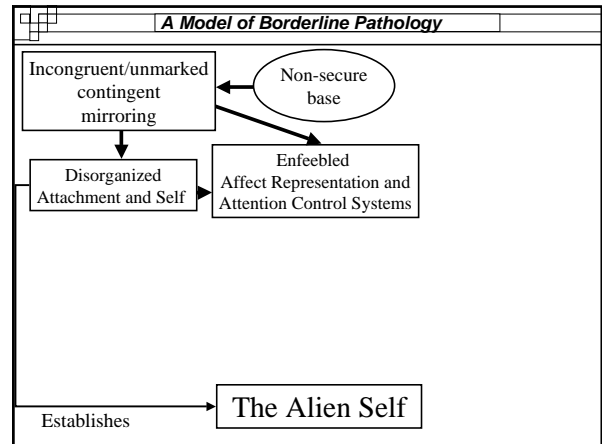 A Model of Borderline Pathology
Incongruent/unmarked
contingent
mirroring
Non-secure
base
Disorganized
Attachment and Self
Enfeebled
Affect Representation and
Attention Control Systems
Establishes
The Alien Self